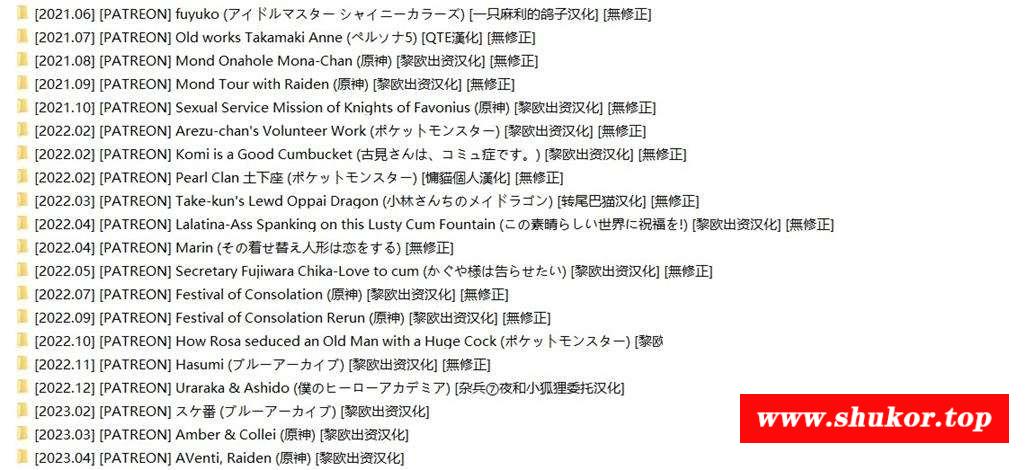 [2021.06] [PATREON] fuyuko (アイドルマスター シャイニーカラーズ) [一只麻利的鸽子汉化] [無修正]
[2021.07] [PATREON] Old works Takamaki Anne (ペルソナ5) [QTE漢化] [無修正]
[2021.08] [PATREON] Mond Onahole Mona-Chan (原神) [黎欧出资汉化] [無修正]
[2021.09] [PATREON] Mond Tour with Raiden (原神) [黎欧出资汉化] [無修正]
[2021.10] [PATREON] Sexual Service Mission of Knights of Favonius (原神) [黎欧出资汉化] [無修正]
[2022.02] [PATREON] Arezu-chan's Volunteer Work (ポケットモンスター) [黎欧出资汉化] [無修正]
[2022.02] [PATREON] Komi is a Good Cumbucket (古見さんは、コミュ症です。) [黎欧出资汉化] [無修正]
[2022.02] [PATREON] Pearl Clan 土下座 (ポケットモンスター) [慵貓個人漢化] [無修正]
[2022.03] [PATREON] Take-kun's Lewd Oppai Dragon (小林さんちのメイドラゴン) [转尾巴猫汉化] [無修正]
[2022.04] [PATREON] Lalatina-Ass Spanking on this Lusty Cum Fountain (この素晴らしい世界に祝福を!) [黎欧出资汉化] [無修正]
[2022.04] [PATREON] Marin (その着せ替え人形は恋をする) [無修正]
[2022.05] [PATREON] Secretary Fujiwara Chika-Love to cum (かぐや様は告らせたい) [黎欧出资汉化] [無修正]
[2022.07] [PATREON] Festival of Consolation (原神) [黎欧出资汉化] [無修正]
[2022.09] [PATREON] Festival of Consolation Rerun (原神) [黎欧出资汉化] [無修正]
[2022.10] [PATREON] How Rosa seduced an Old Man with a Huge Cock (ポケットモンスター) [黎欧
[2022.11] [PATREON] Hasumi (ブルーアーカイブ) [黎欧出资汉化] [無修正]
[2022.12] [PATREON] Uraraka & Ashido (僕のヒーローアカデミア) [杂兵⑦夜和小狐狸委托汉化]
[2023.02] [PATREON] スケ番 (ブルーアーカイブ) [黎欧出资汉化]
[2023.03] [PATREON] Amber & Collei (原神) [黎欧出资汉化]
[2023.04] [PATREON] AVenti, Raiden (原神) [黎欧出资汉化]
www.shukor.top